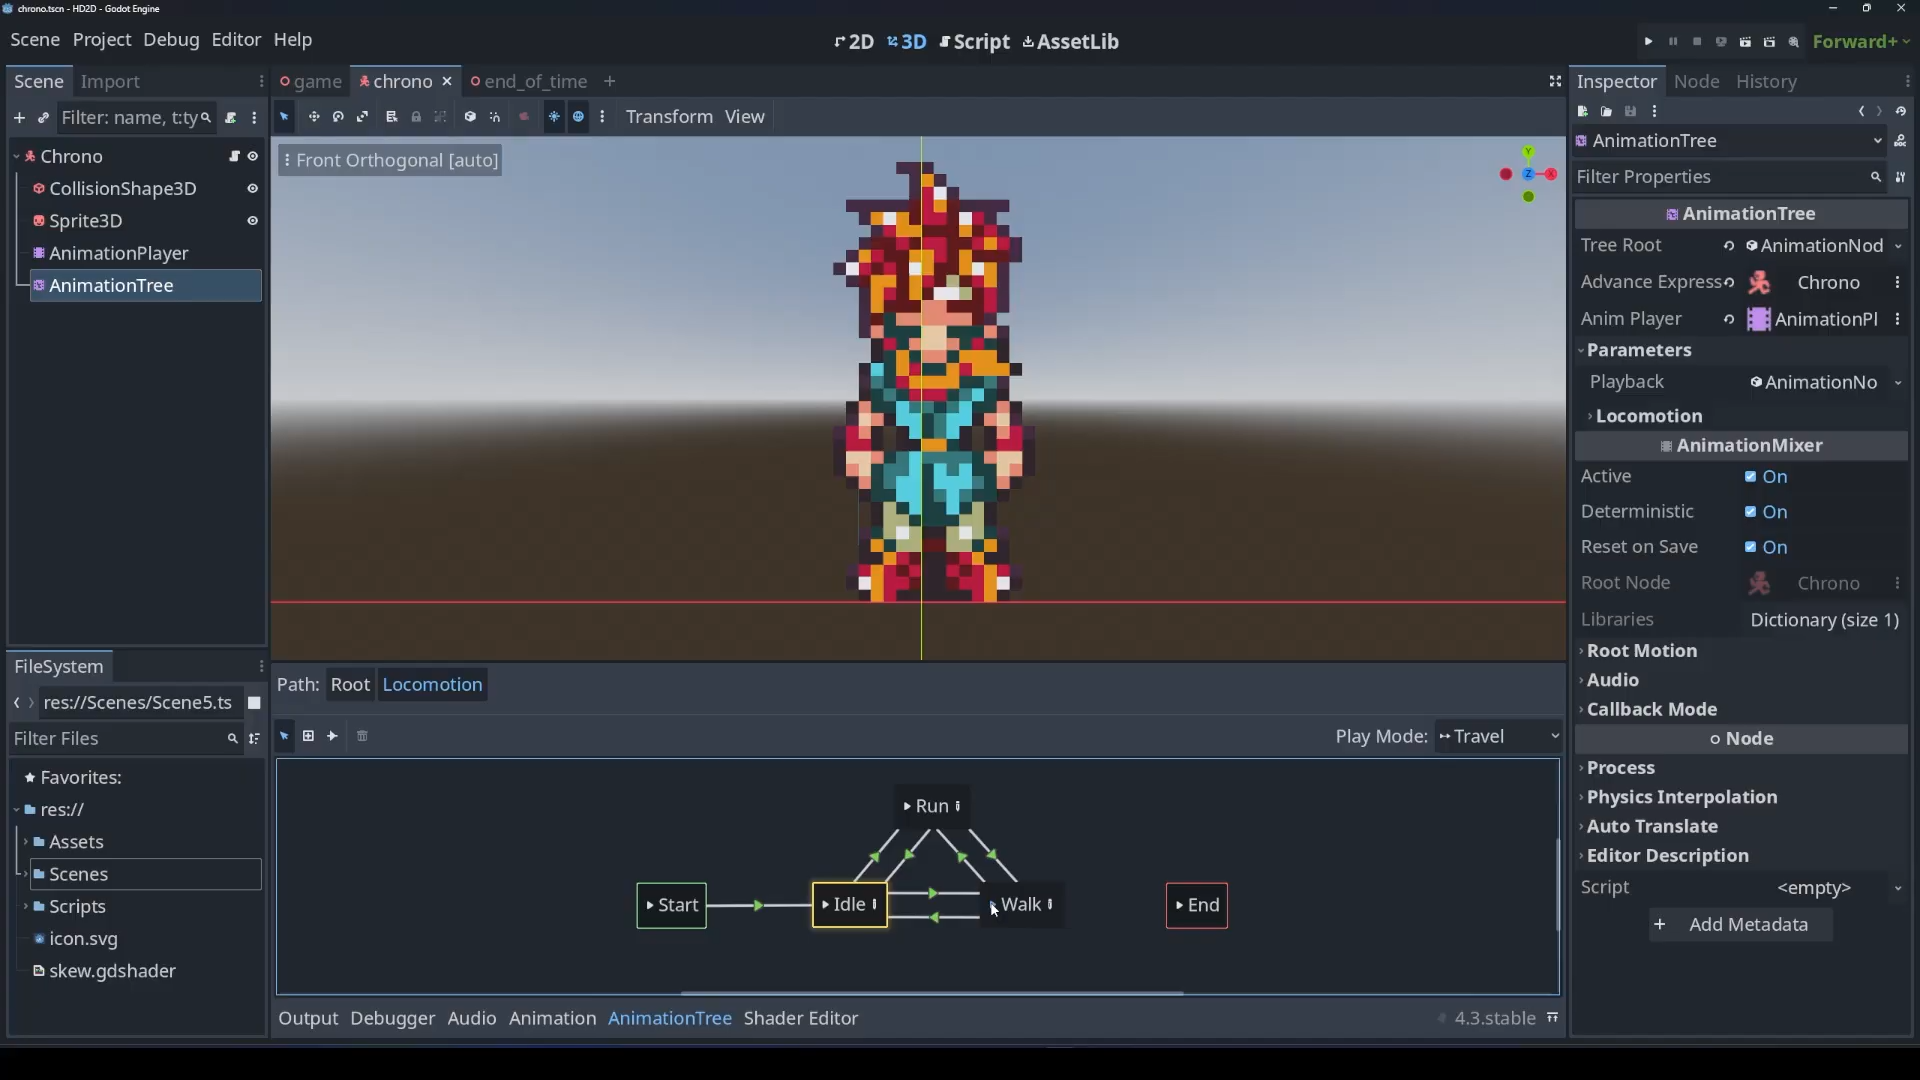 chrono.tscn - HD2D - Godot Engine
Scene Project Debug Editor Help
2D 3D Script AssetLib
Forward+
Scene Import
game chrono end_of_time
Inspector Node History
Filter: name, t:ty
Transform View
Chrono
CollisionShape3D
Sprite3D
AnimationPlayer
AnimationTree
Front Orthogonal [auto]
Y
Z
X
AnimationTree
Filter Properties
AnimationTree
Tree Root AnimationNod
Advance Express Chrono
Anim Player AnimationPl
Parameters
Playback AnimationNo
Locomotion
AnimationMixer
Active On
Deterministic On
Reset on Save On
Root Node Chrono
Libraries Dictionary (size 1)
Root Motion
Audio
Callback Mode
Node
Process
Physics Interpolation
Auto Translate
Editor Description
Script <empty>
Add Metadata
FileSystem
res://Scenes/Scene5.ts
Filter Files
Favorites:
res://
Assets
Scenes
Scripts
icon.svg
skew.gdshader
Path: Root Locomotion
Play Mode: Travel
Run
Start Idle Walk End
Output Debugger Audio Animation AnimationTree Shader Editor
4.3.stable